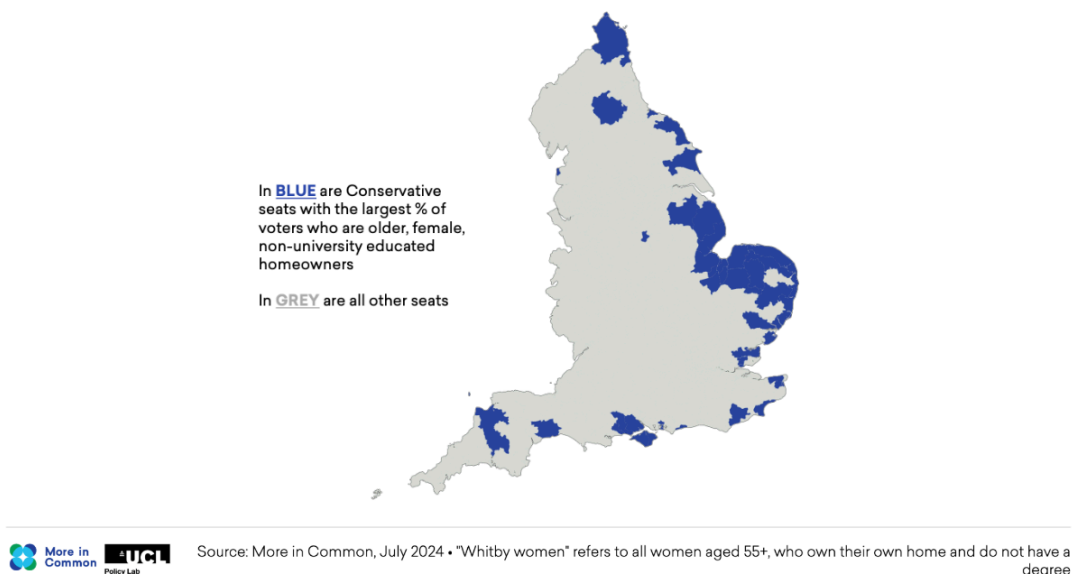 In BLUE are Conservative
seats with the largest % of
voters who are older, female,
non-university educated
homeowners
In GREY are all other seats
More in
Common
UCL
Policy Lab
Source: More in Common, July 2024 • "Whitby women" refers to all women aged 55+, who own their own home and do not have a
degree